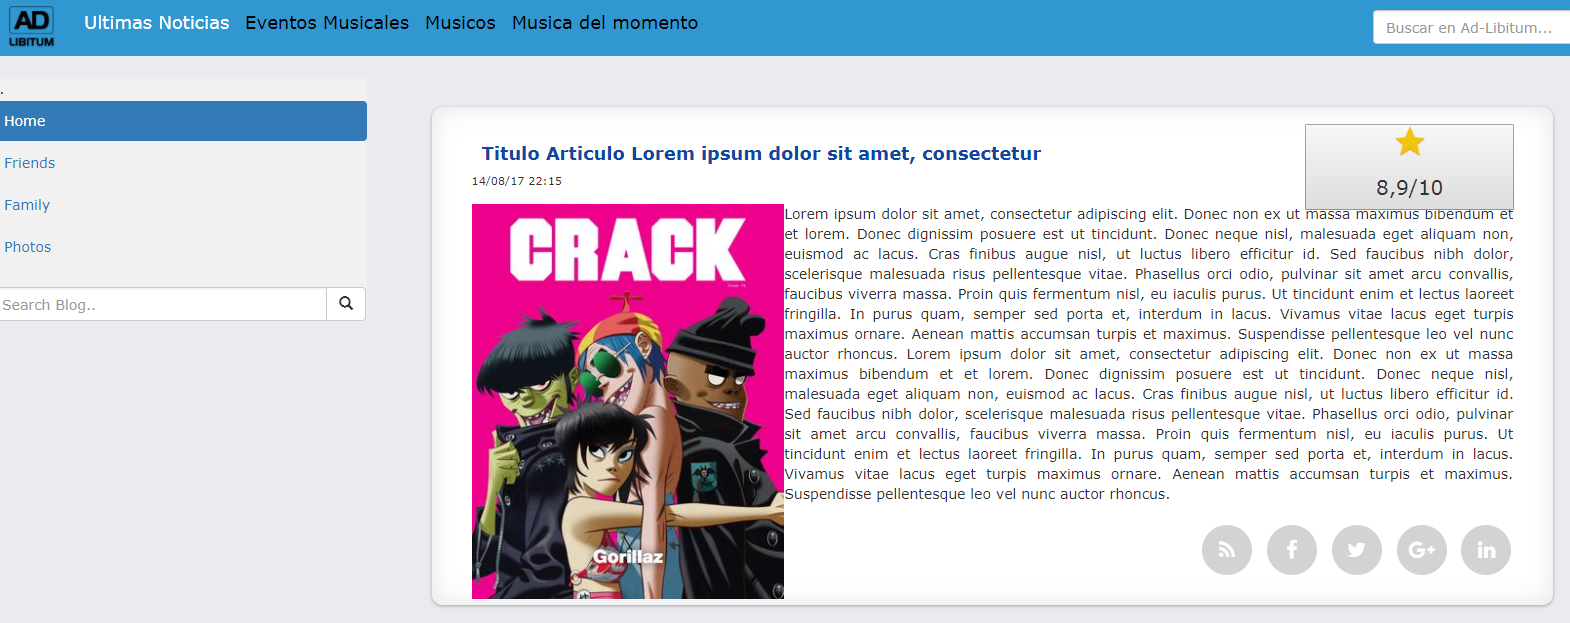 AD
LIBITUM
Ultimas Noticias Eventos Musicales Musicos Musica del momento
Buscar en Ad-Libitum...
.
Home
Friends
Family
Photos
Search Blog..
Titulo Articulo Lorem ipsum dolor sit amet, consectetur
14/08/17 22:15
8,9/10
CRACK
Gorillaz
Lorem ipsum dolor sit amet, consectetur adipiscing elit. Donec non ex ut massa maximus bibendum et
et lorem. Donec dignissim posuere est ut tincidunt. Donec neque nisl, malesuada eget aliquam non,
euismod ac lacus. Cras finibus augue nisl, ut luctus libero efficitur id. Sed faucibus nibh dolor,
scelerisque malesuada risus pellentesque vitae. Phasellus orci odio, pulvinar sit amet arcu convallis,
faucibus viverra massa. Proin quis fermentum nisl, eu iaculis purus. Ut tincidunt enim et lectus laoreet
fringilla. In purus quam, semper sed porta et, interdum in lacus. Vivamus vitae lacus eget turpis
maximus ornare. Aenean mattis accumsan turpis et maximus. Suspendisse pellentesque leo vel nunc
auctor rhoncus. Lorem ipsum dolor sit amet, consectetur adipiscing elit. Donec non ex ut massa
maximus bibendum et et lorem. Donec dignissim posuere est ut tincidunt. Donec neque nisl,
malesuada eget aliquam non, euismod ac lacus. Cras finibus augue nisl, ut luctus libero efficitur id.
Sed faucibus nibh dolor, scelerisque malesuada risus pellentesque vitae. Phasellus orci odio, pulvinar
sit amet arcu convallis, faucibus viverra massa. Proin quis fermentum nisl, eu iaculis purus. Ut
tincidunt enim et lectus laoreet fringilla. In purus quam, semper sed porta et, interdum in lacus.
Vivamus vitae lacus eget turpis maximus ornare. Aenean mattis accumsan turpis et maximus.
Suspendisse pellentesque leo vel nunc auctor rhoncus.
f G+ in